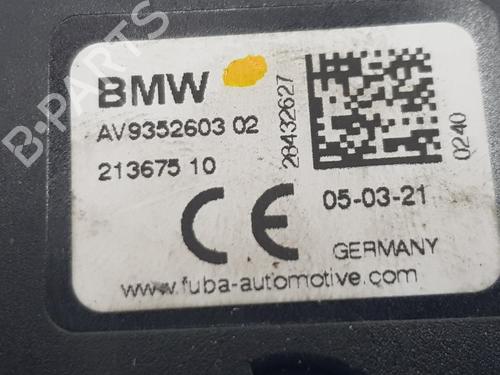 B-PARTS
BMW
AV9352603 02
213675 10
28432627
0240
05-03-21
CE
GERMANY
www.fuba-automotive.com